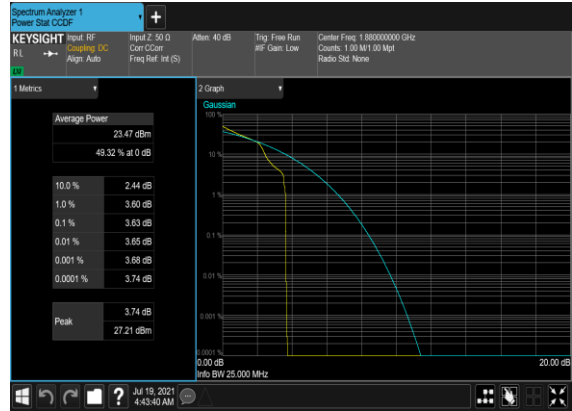 Spectrum Analyzer 1
Power Stat CCDF
+
KEYSIGHT
RL
Input: RF
Coupling: DC
Align: Auto
Input Z: 50 Ω
Corr CCorr
Freq Ref: Int (S)
Atten: 40 dB
Trig: Free Run
#IF Gain: Low
Center Freq: 1.880000000 GHz
Counts: 1.00 M/1.00 Mpt
Radio Std: None
1 Metrics
Average Power
23.47 dBm
49.32 % at 0 dB
10.0 % 2.44 dB
1.0 % 3.60 dB
0.1 % 3.63 dB
0.01 % 3.65 dB
0.001 % 3.68 dB
0.0001 % 3.74 dB
Peak
3.74 dB
27.21 dBm
2 Graph
Gaussian
100 %
10 %
1 %
0.1 %
0.01 %
0.001 %
0.0001 %
0.00 dB
20.00 dB
Info BW 25.000 MHz
?
Jul 19, 2021
4:43:40 AM